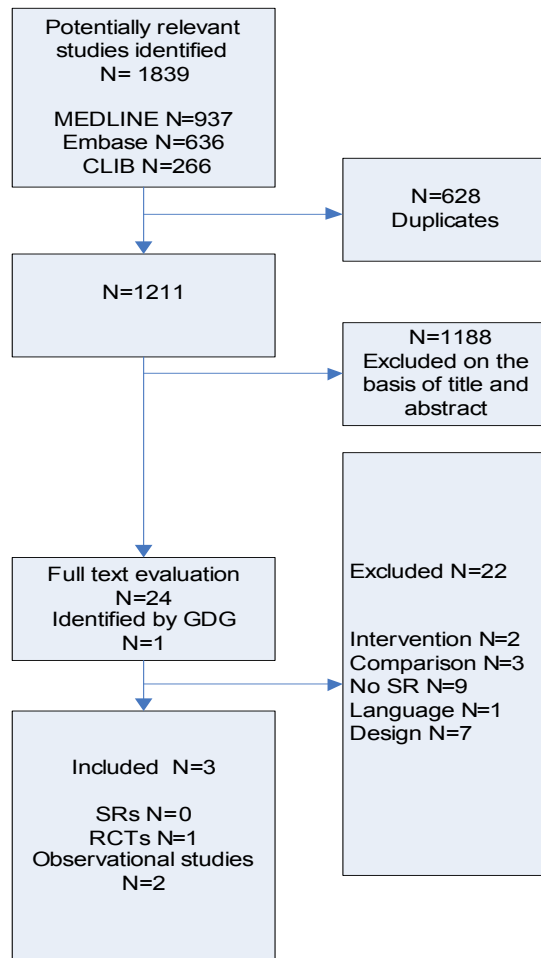 Potentially relevant
studies identified
N= 1839
MEDLINE N=937
Embase N=636
CLIB N=266
N=628
Duplicates
N=1211
N=1188
Excluded on the
basis of title and
abstract
Full text evaluation
N=24
Identified by GDG
N=1
Excluded N=22
Intervention N=2
Comparison N=3
No SR N=9
Language N=1
Design N=7
Included N=3
SRs N=0
RCTs N=1
Observational studies
N=2